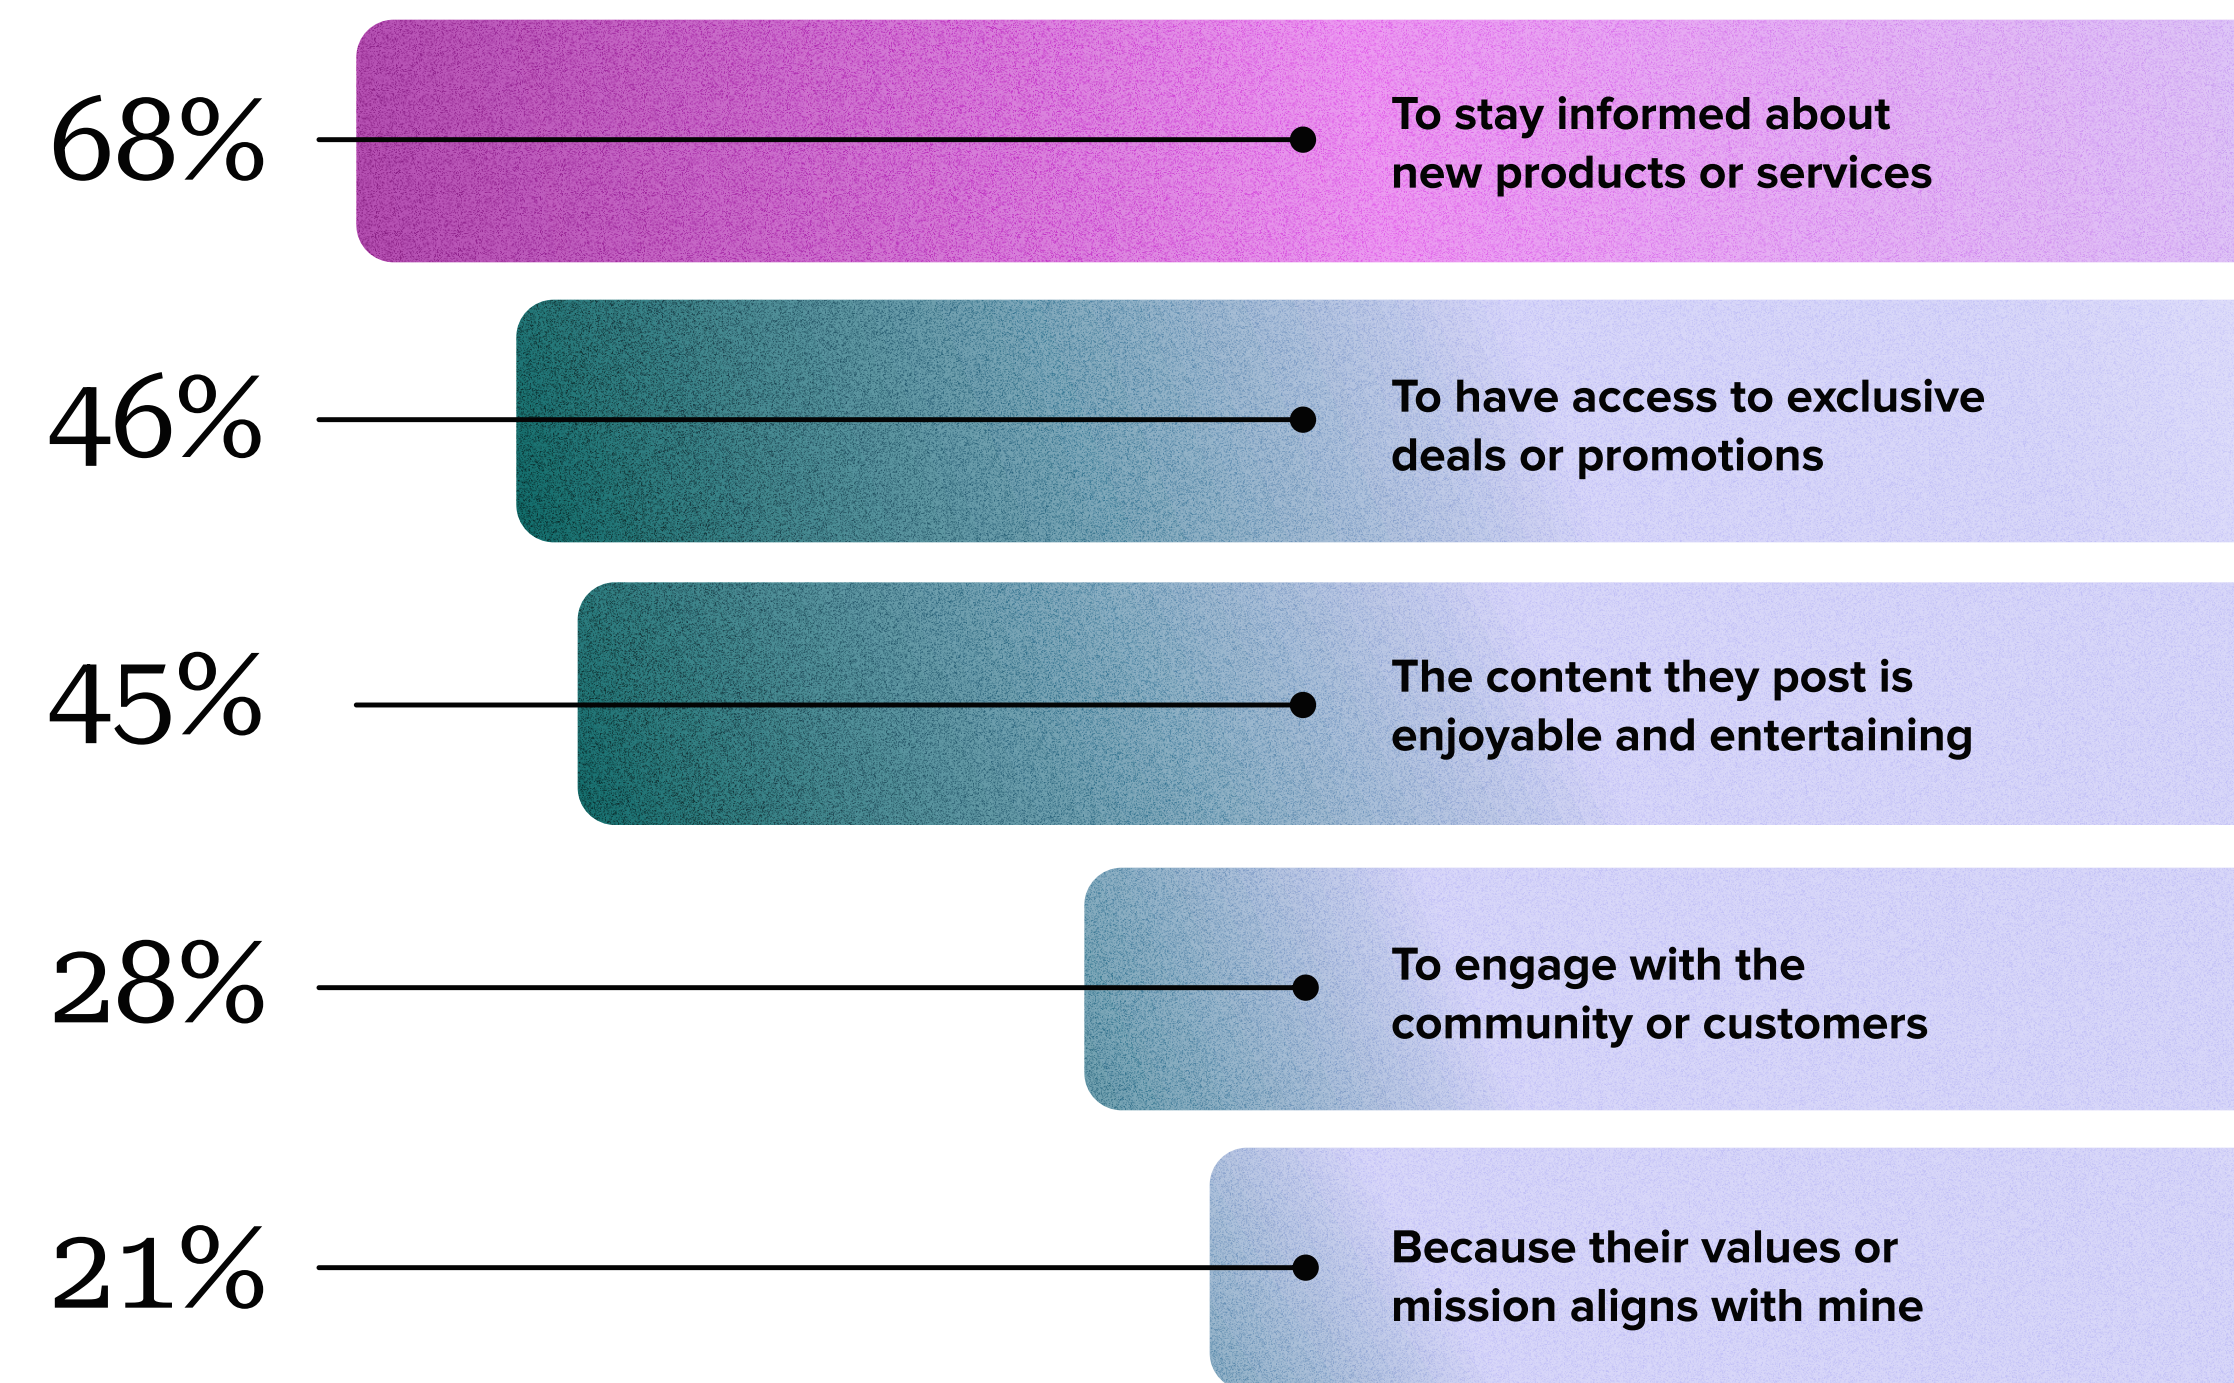 68%
To stay informed about
new products or services
46%
To have access to exclusive
deals or promotions
45%
The content they post is
enjoyable and entertaining
28%
To engage with the
community or customers
21%
Because their values or
mission aligns with mine